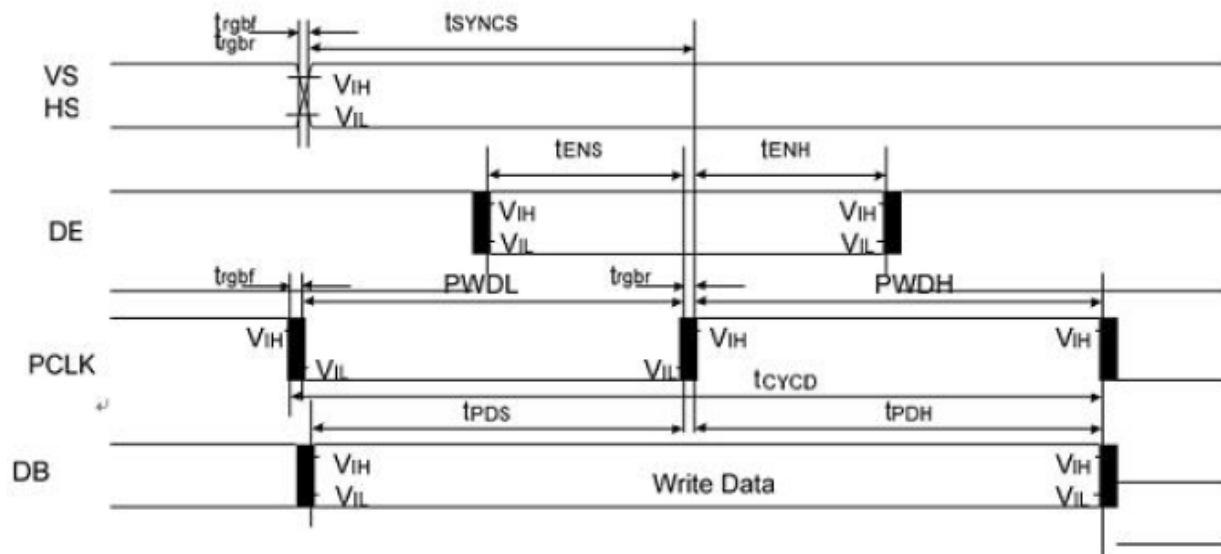 trgbf tSYNCS
trgbr
VS VIH
HS VIL
tENS tENH
VIH VIH
DE
VIL VIL
trgbf PWDL trgbr PWDH
VIH VIH VIH
PCLK VIL VIL
tCYCD
tPDS tPDH
DB VIH VIH
Write Data
VIL VIL